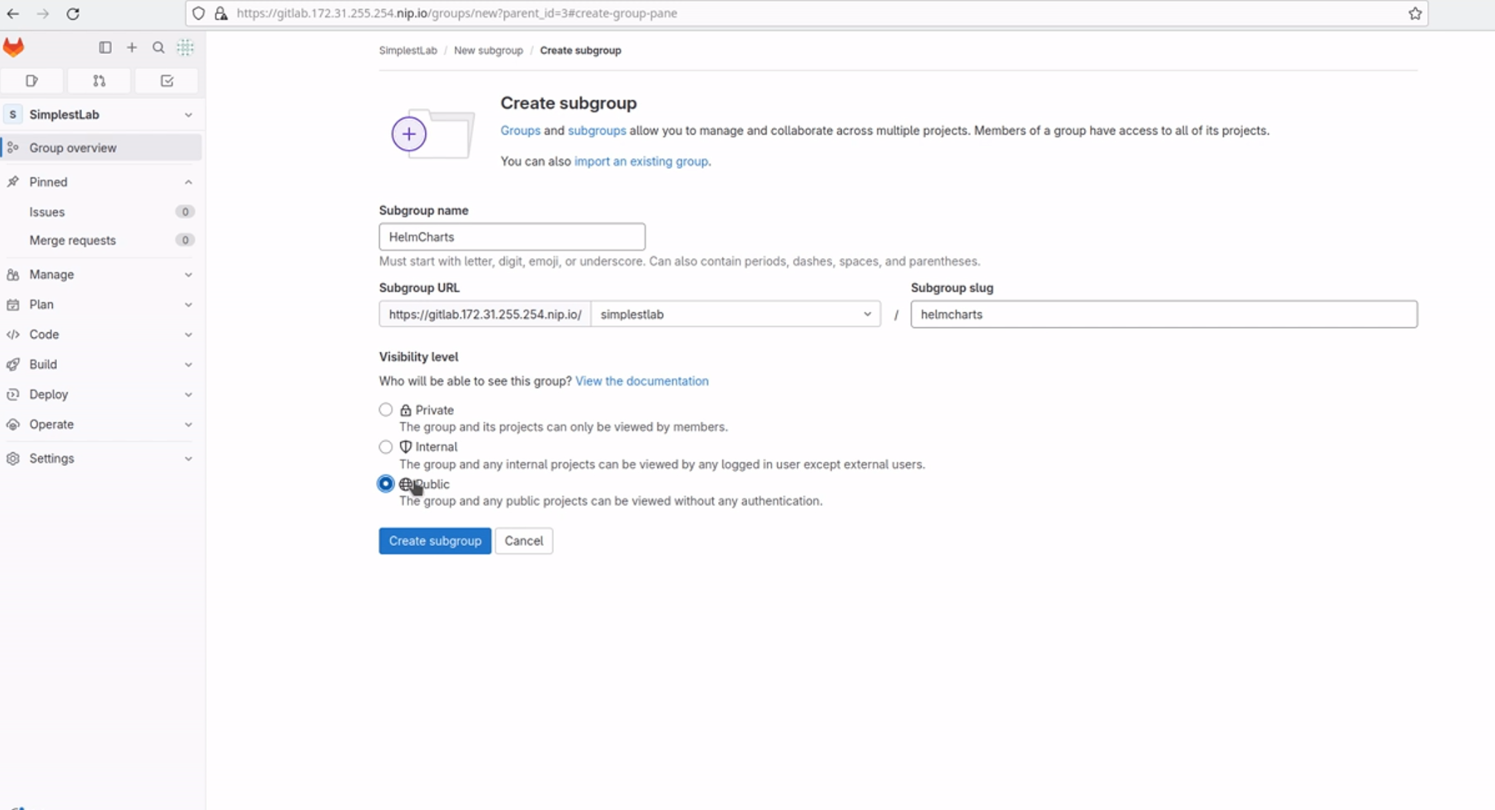 https://gitlab.172.31.255.254.nip.io/groups/new?parent_id=3#create-group-pane
S SimplestLab
Group overview
Pinned
Issues 0
Merge requests 0
Manage
Plan
Code
Build
Deploy
Operate
Settings
SimplestLab / New subgroup / Create subgroup
Create subgroup
Groups and subgroups allow you to manage and collaborate across multiple projects. Members of a group have access to all of its projects.
You can also import an existing group.
Subgroup name
HelmCharts
Must start with letter, digit, emoji, or underscore. Can also contain periods, dashes, spaces, and parentheses.
Subgroup URL Subgroup slug
https://gitlab.172.31.255.254.nip.io/ simplestlab / helmcharts
Visibility level
Who will be able to see this group? View the documentation
Private
The group and its projects can only be viewed by members.
Internal
The group and any internal projects can be viewed by any logged in user except external users.
Public
The group and any public projects can be viewed without any authentication.
Create subgroup Cancel